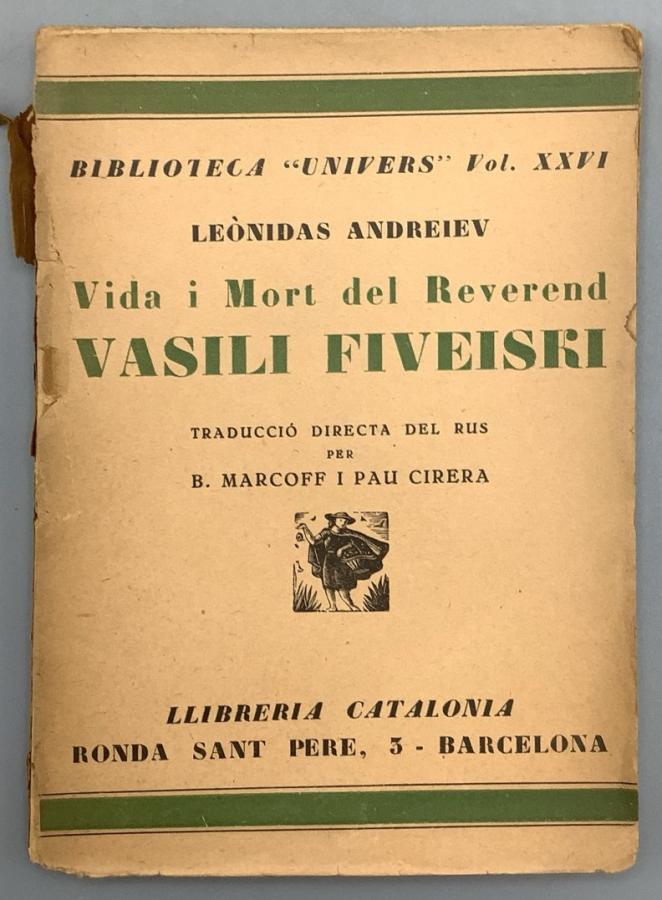 BIBLIOTECA “UNIVERS” Vol. XXVI
LEÒNIDAS ANDREIEV
Vida i Mort del Reverend
VASILI FIVEISKI
TRADUCCIÓ DIRECTA DEL RUS
PER
B. MARCOFF I PAU CIRERA
LLIBRERIA CATALONIA
RONDA SANT PERE, 3 - BARCELONA